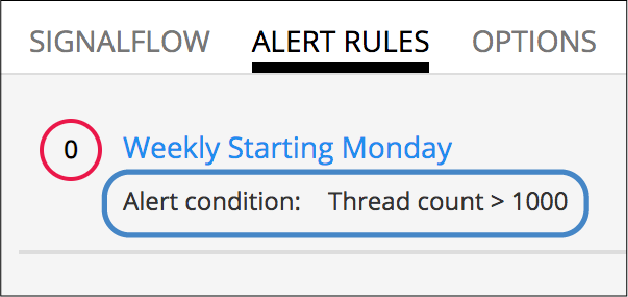 SIGNALFLOW ALERT RULES OPTIONS
0 Weekly Starting Monday
Alert condition: Thread count > 1000